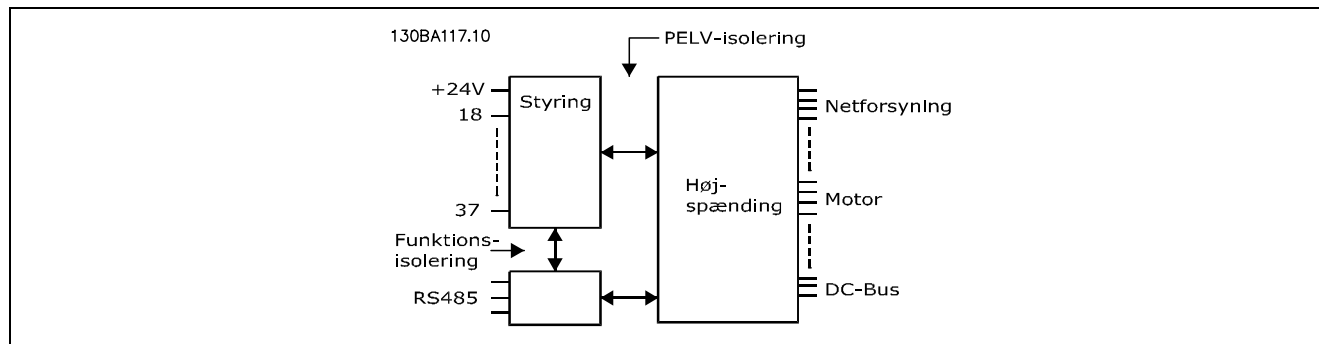 130BA117.10
PELV-isolering
+24V
Styring
18
37
Høj-
spænding
Netforsyning
Motor
DC-Bus
Funktions-
isolering
RS485